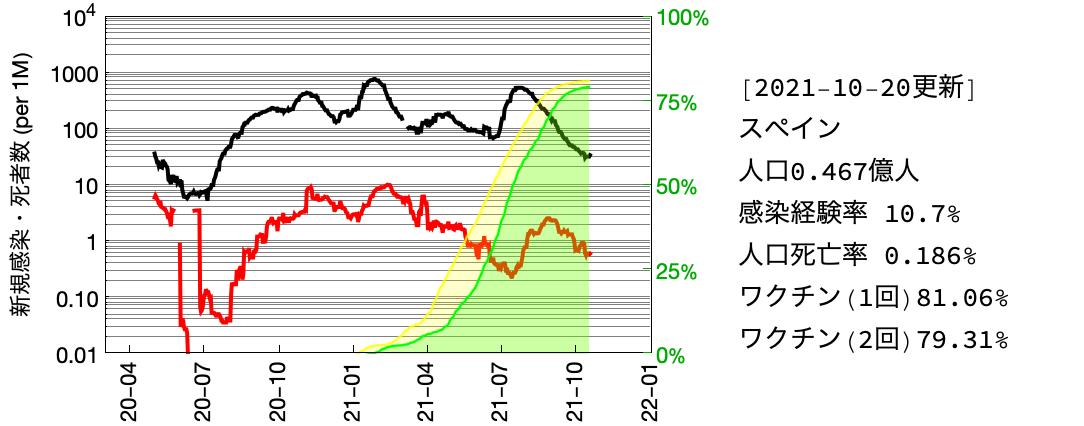 新規感染・死者数 (per 1M)
10^4
1000
100
10
1
0.10
0.01
100%
75%
50%
25%
0%
20-04
20-07
20-10
21-01
21-04
21-07
21-10
22-01
[2021-10-20更新]
スペイン
人口0.467億人
感染経験率 10.7%
人口死亡率 0.186%
ワクチン(1回)81.06%
ワクチン(2回)79.31%